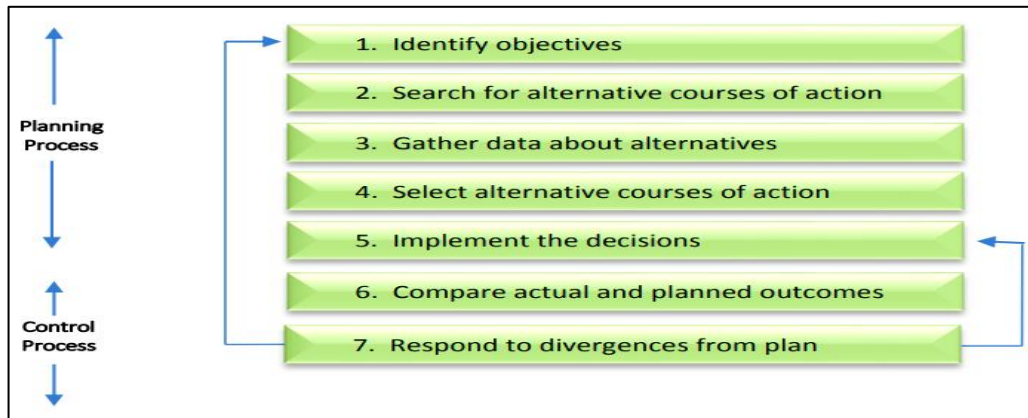 1. Identify objectives
2. Search for alternative courses of action
Planning
Process
3. Gather data about alternatives
4. Select alternative courses of action
5. Implement the decisions
6. Compare actual and planned outcomes
Control
Process
7. Respond to divergences from plan